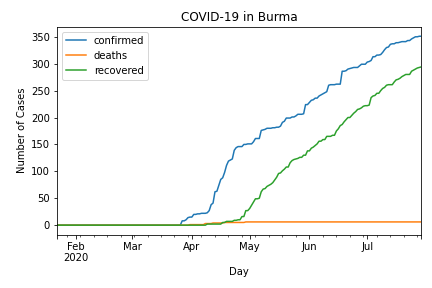 COVID-19 in Burma
confirmed
deaths
recovered
Number of Cases
350
300
250
200
150
100
50
0
Feb
2020
Mar
Apr
May
Jun
Jul
Day